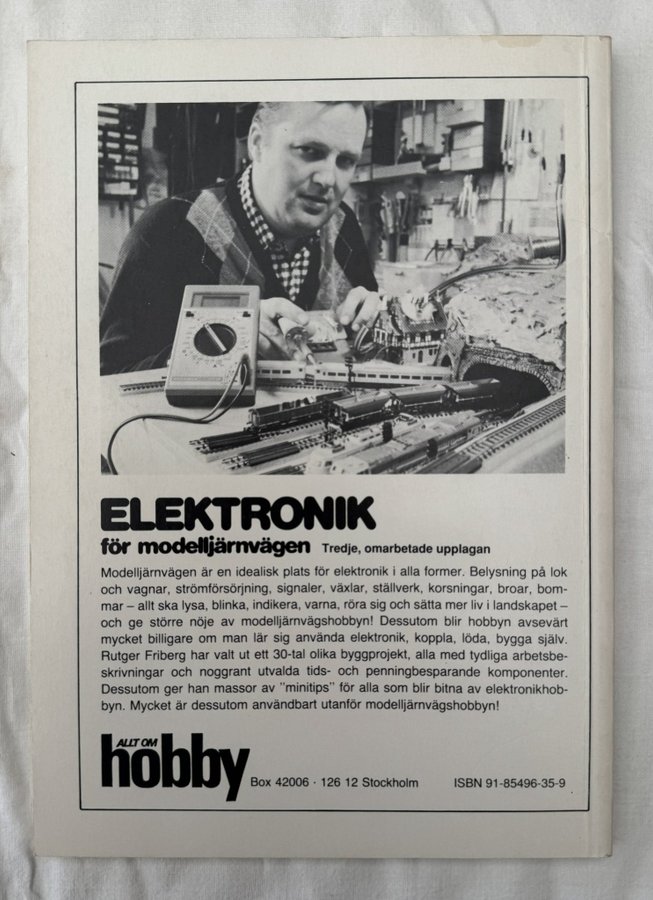 ELEKTRONIK
för modelljärnvägen Tredje, omarbetade upplagan
Modelljärnvägen är en idealisk plats för elektronik i alla former. Belysning på lok
och vagnar, strömförsörjning, signaler, växlar, ställverk, korsningar, broar, bom-
mar – allt ska lysa, blinka, indikera, varna, röra sig och sätta mer liv i landskapet –
och ge större nöje av modelljärnvägshobbyn! Dessutom blir hobbyn avsevärt
mycket billigare om man lär sig använda elektronik, koppla, löda, bygga själv.
Rutger Friberg har valt ut ett 30-tal olika byggprojekt, alla med tydliga arbetsbe-
skrivningar och noggrant utvalda tids- och penningbesparande komponenter.
Dessutom ger han massor av "minitips" för alla som blir bitna av elektronikhob-
byn. Mycket är dessutom användbart utanför modelljärnvägshobbyn!
ALLT OM
hobby Box 42006 · 126 12 Stockholm ISBN 91-85496-35-9